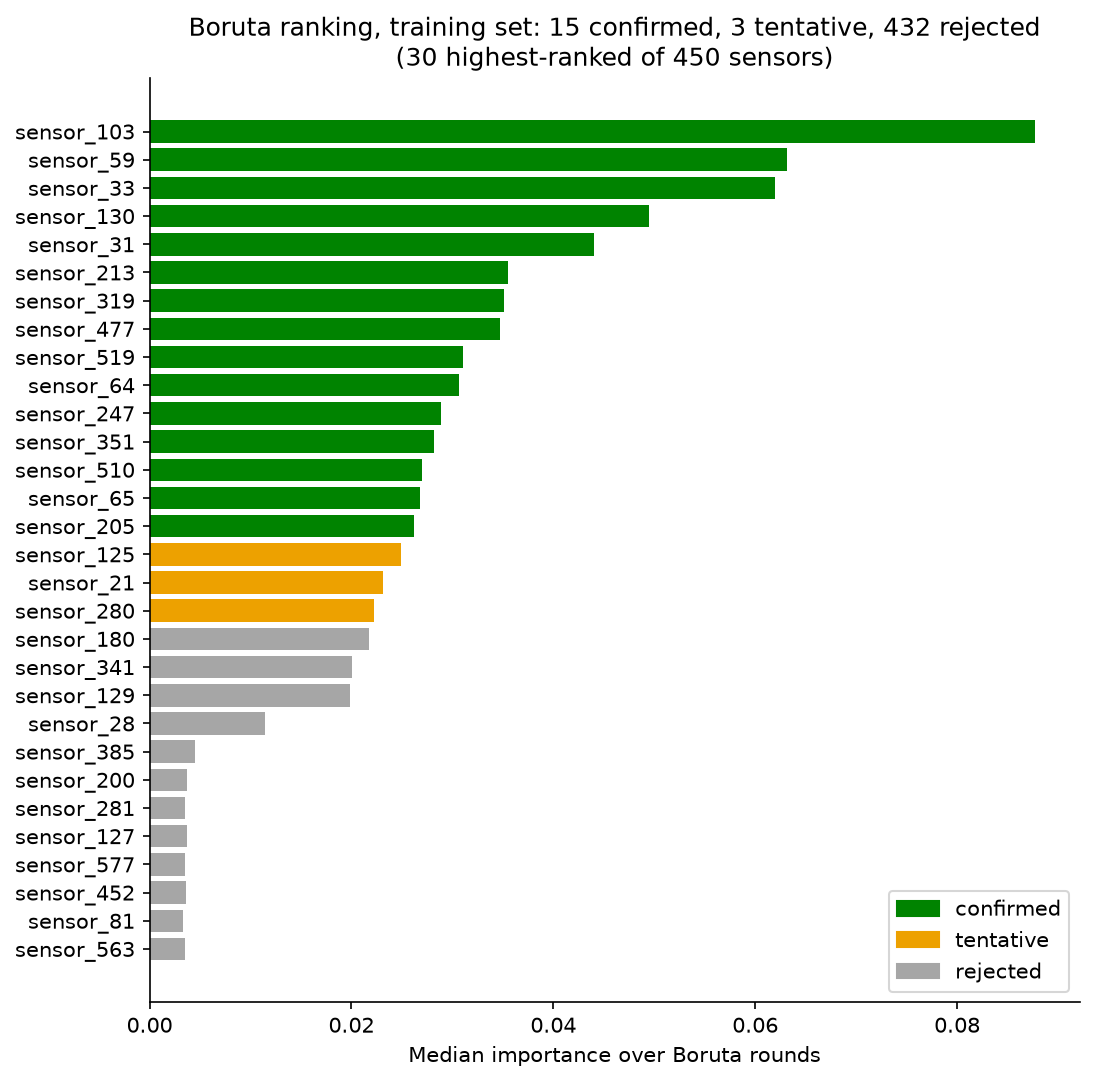 Boruta ranking, training set: 15 confirmed, 3 tentative, 432 rejected
(30 highest-ranked of 450 sensors)
sensor_103
sensor_59
sensor_33
sensor_130
sensor_31
sensor_213
sensor_319
sensor_477
sensor_519
sensor_64
sensor_247
sensor_351
sensor_510
sensor_65
sensor_205
sensor_125
sensor_21
sensor_280
sensor_180
sensor_341
sensor_129
sensor_28
sensor_385
sensor_200
sensor_281
sensor_127
sensor_577
sensor_452
sensor_81
sensor_563
confirmed
tentative
rejected
0.00 0.02 0.04 0.06 0.08
Median importance over Boruta rounds